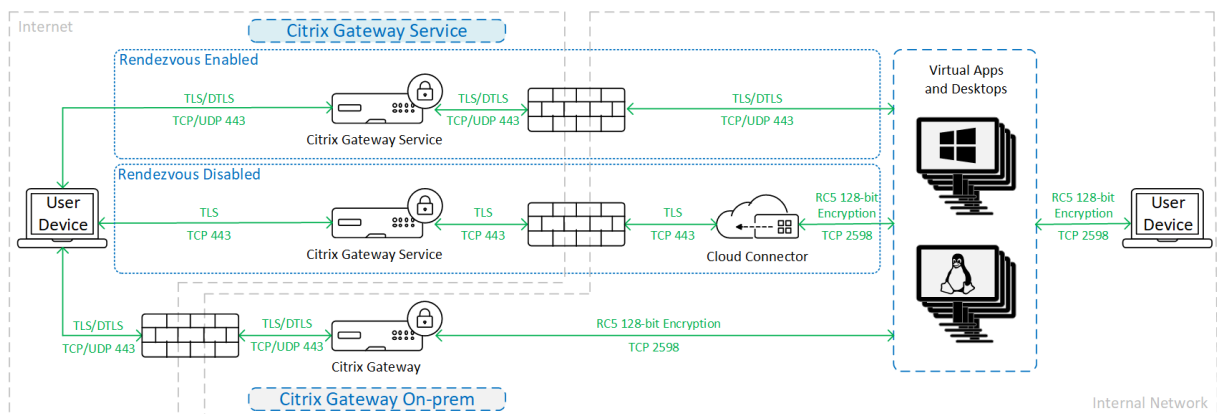 Internet
Citrix Gateway Service
Rendezvous Enabled
TLS/DTLS
TCP/UDP 443
Citrix Gateway Service
TLS/DTLS
TCP/UDP 443
TLS/DTLS
TCP/UDP 443
Virtual Apps
and Desktops
Rendezvous Disabled
User
Device
TLS
TCP 443
Citrix Gateway Service
TLS
TCP 443
TLS
TCP 443
Cloud Connector
RC5 128-bit
Encryption
TCP 2598
RC5 128-bit
Encryption
TCP 2598
User
Device
TLS/DTLS
TCP/UDP 443
TLS/DTLS
TCP/UDP 443
Citrix Gateway
RC5 128-bit Encryption
TCP 2598
Citrix Gateway On-prem
Internal Network